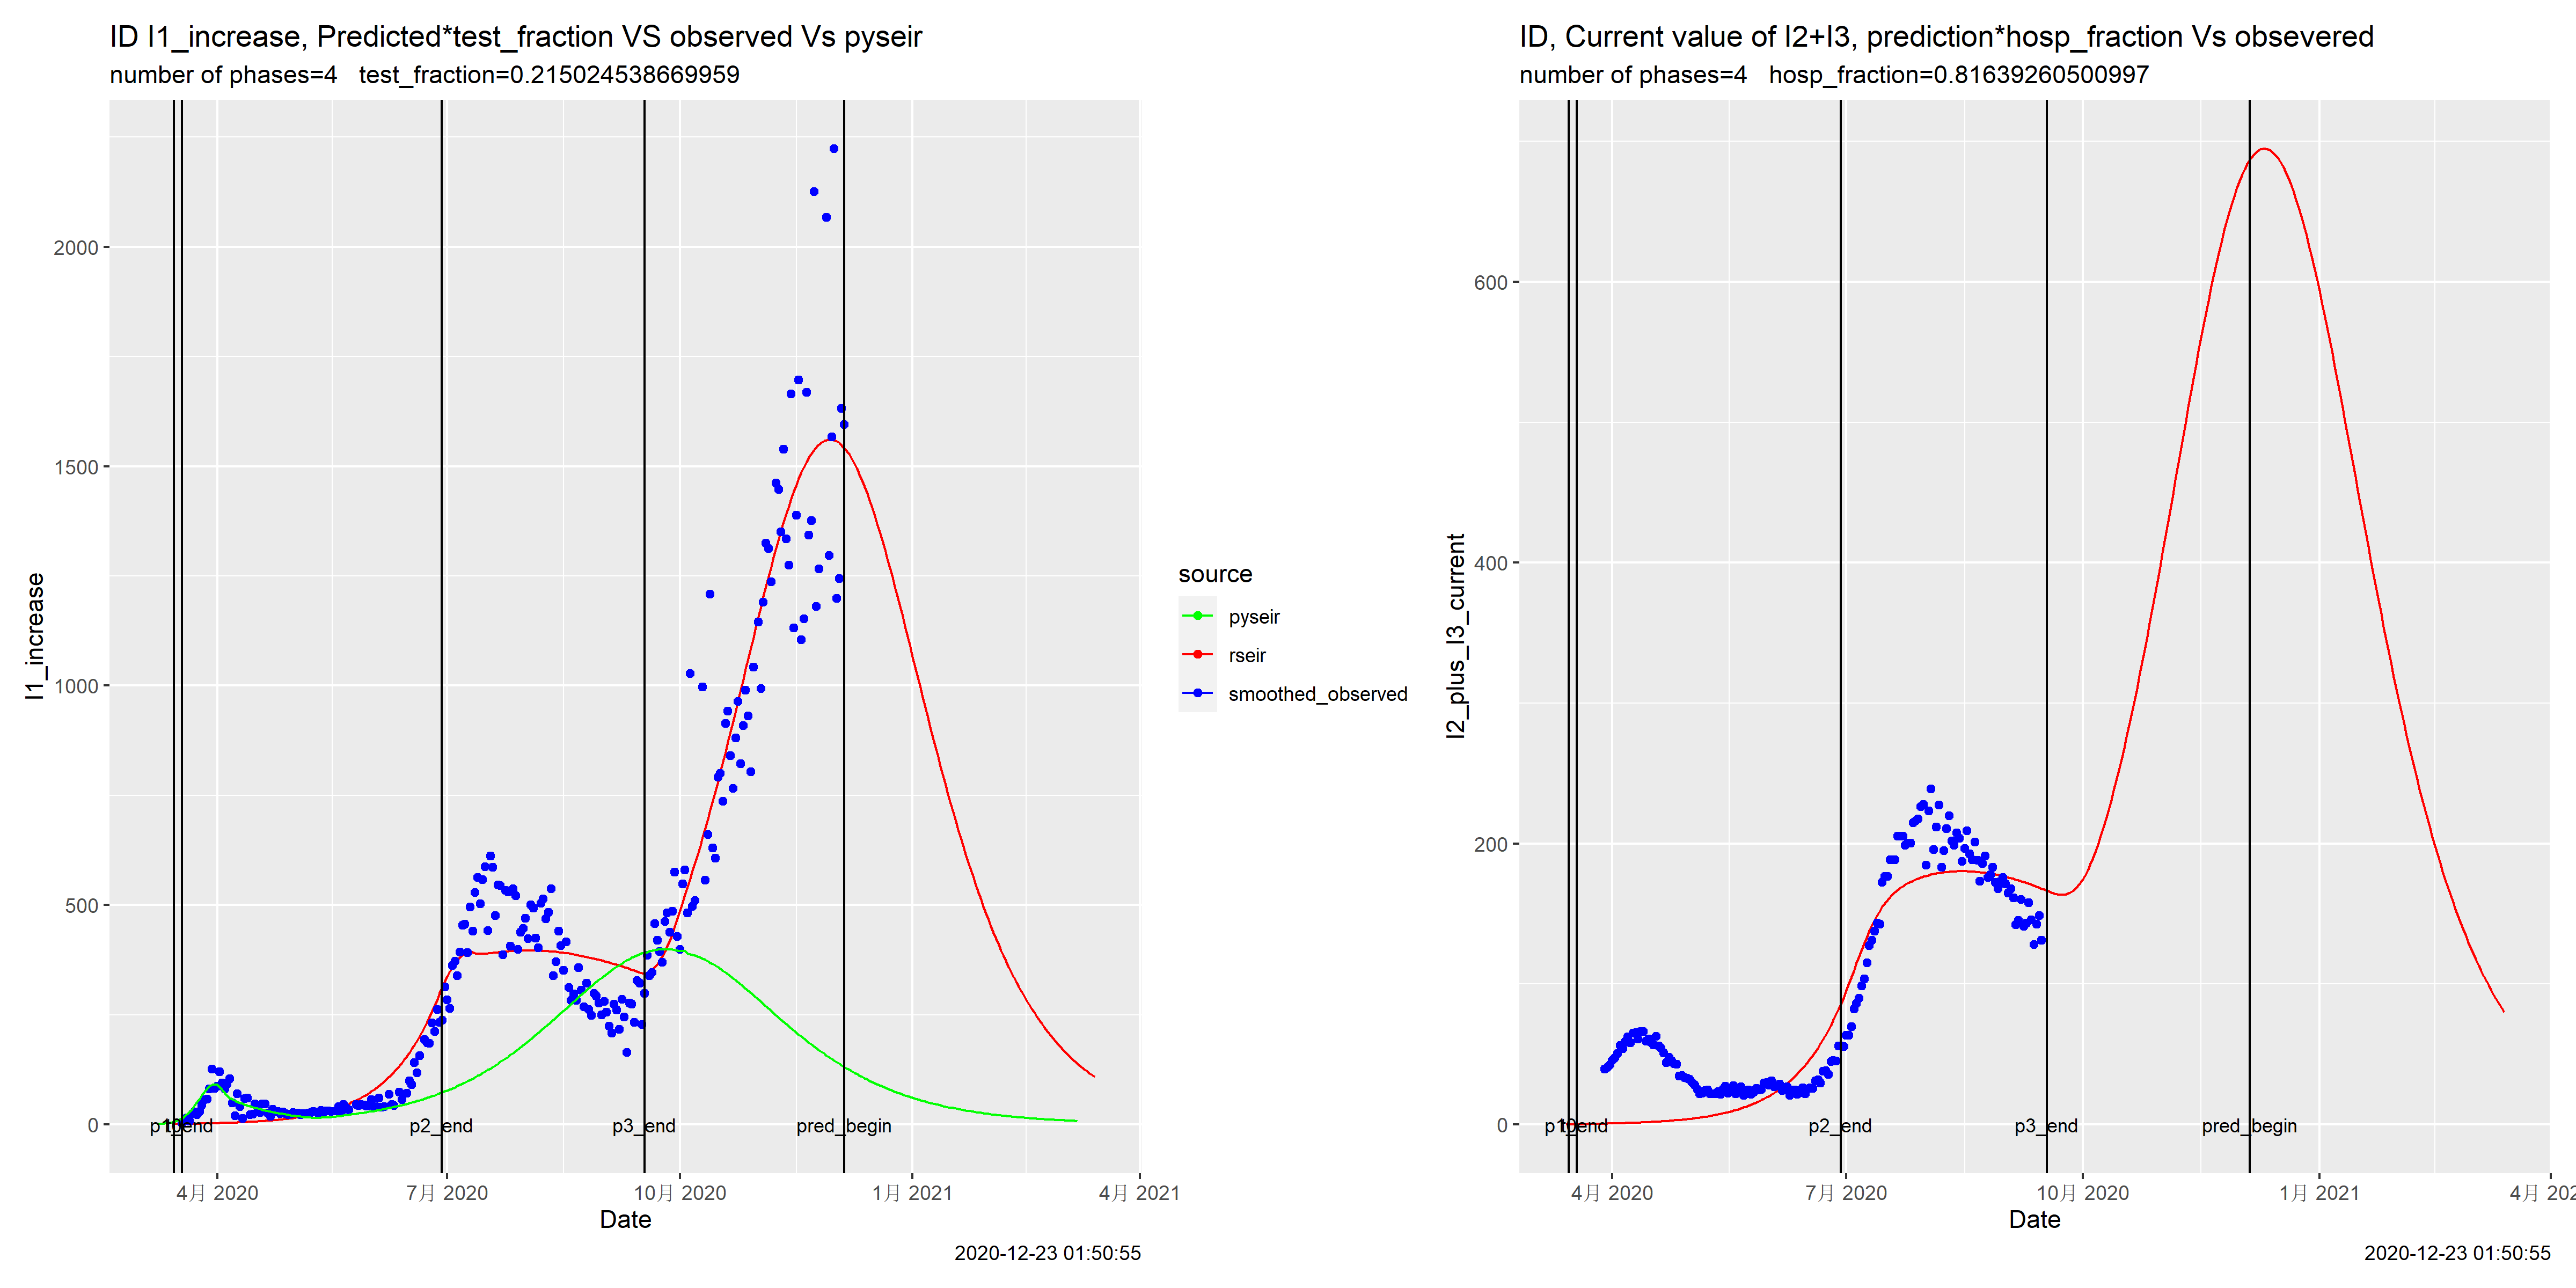 ID I1_increase, Predicted*test_fraction VS observed Vs pyseir
number of phases=4   test_fraction=0.215024538669959
I1_increase
2000
1500
1000
500
0
p2_end
p3_end
pred_begin
4月 2020
7月 2020
10月 2020
1月 2021
4月 2021
Date
2020-12-23 01:50:55
source
pyseir
rseir
smoothed_observed
ID, Current value of I2+I3, prediction*hosp_fraction Vs obsevered
number of phases=4   hosp_fraction=0.81639260500997
I2_plus_I3_current
600
400
200
0
p2_end
p3_end
pred_begin
4月 2020
7月 2020
10月 2020
1月 2021
4月 202
Date
2020-12-23 01:50:55